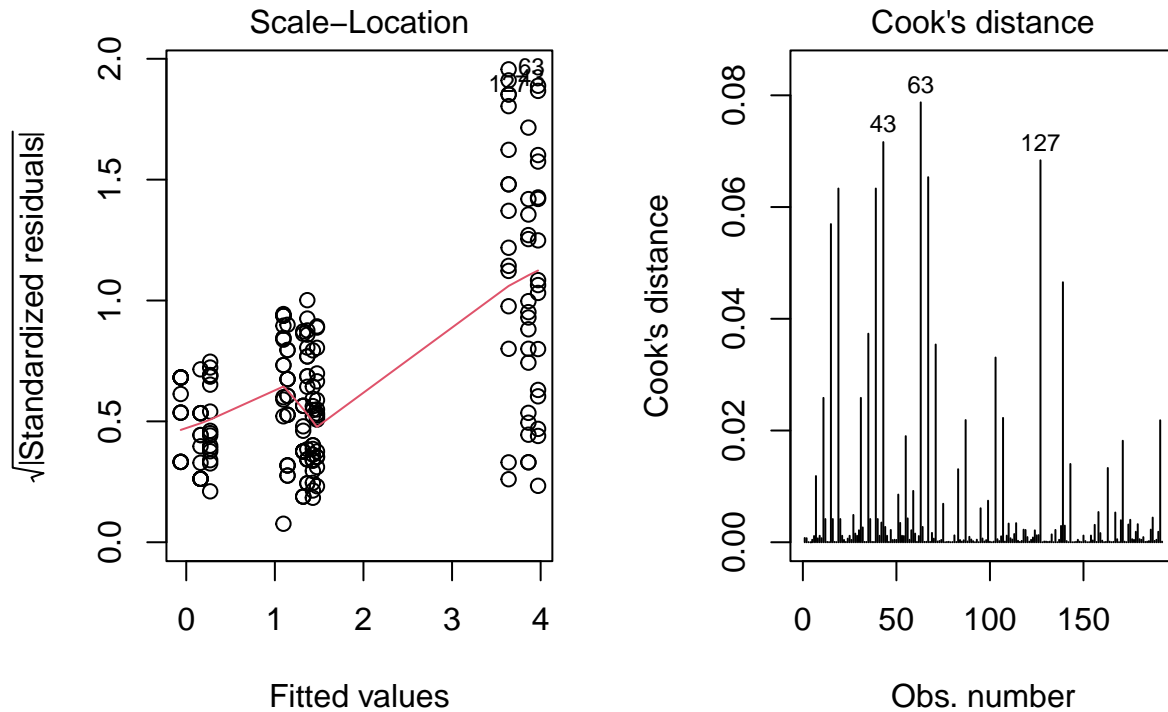 Scale−Location
√|Standardized residuals|
0.0 0.5 1.0 1.5 2.0
63
43
127
0 1 2 3 4
Fitted values
Cook's distance
Cook's distance
0.00 0.02 0.04 0.06 0.08
63
43
127
0 50 100 150
Obs. number